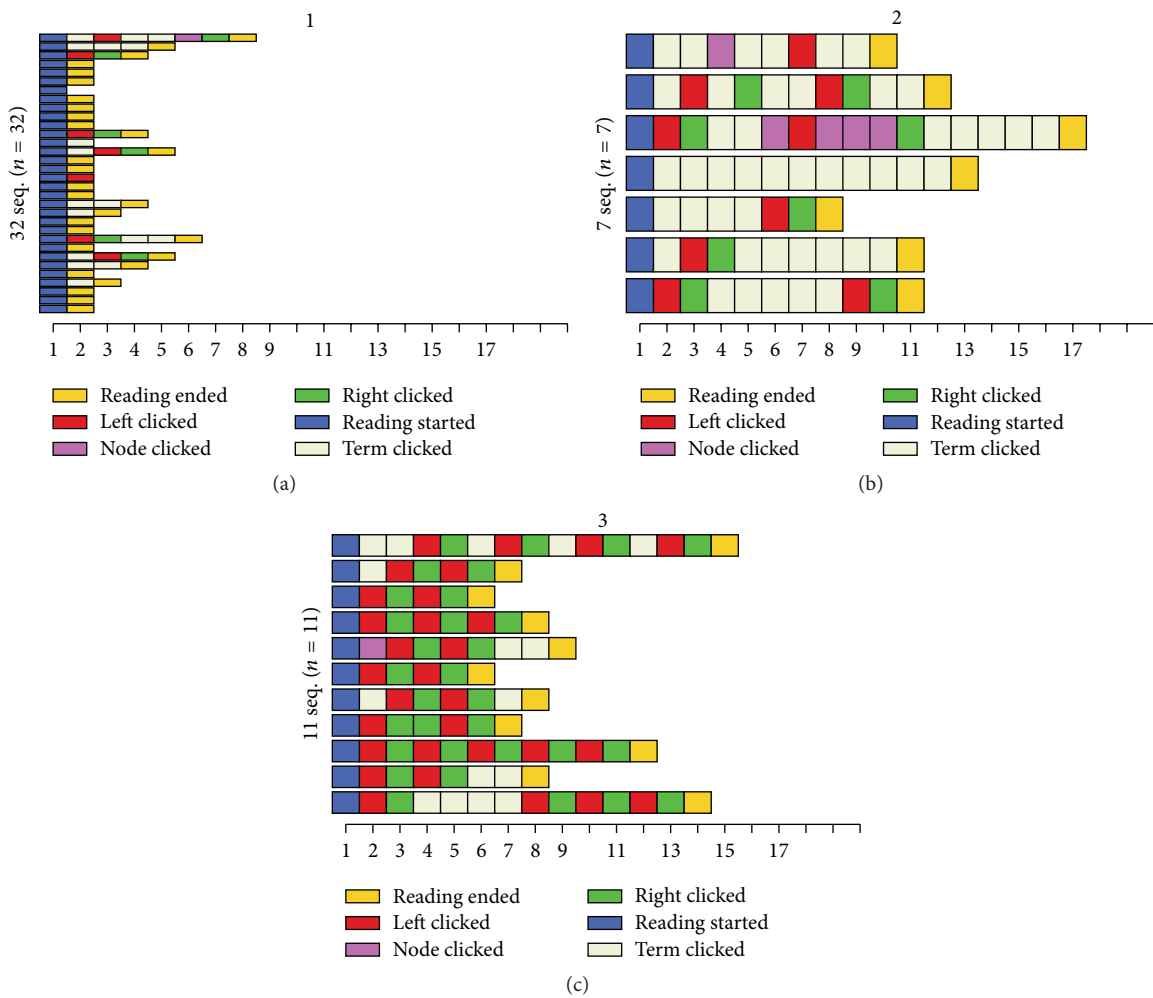 1
32 seq. (n = 32)
1 2 3 4 5 6 7 8 9 11 13 15 17
Reading ended
Left clicked
Node clicked
Right clicked
Reading started
Term clicked
(a)
2
7 seq. (n = 7)
1 2 3 4 5 6 7 8 9 11 13 15 17
Reading ended
Left clicked
Node clicked
Right clicked
Reading started
Term clicked
(b)
3
11 seq. (n = 11)
1 2 3 4 5 6 7 8 9 11 13 15 17
Reading ended
Left clicked
Node clicked
Right clicked
Reading started
Term clicked
(c)